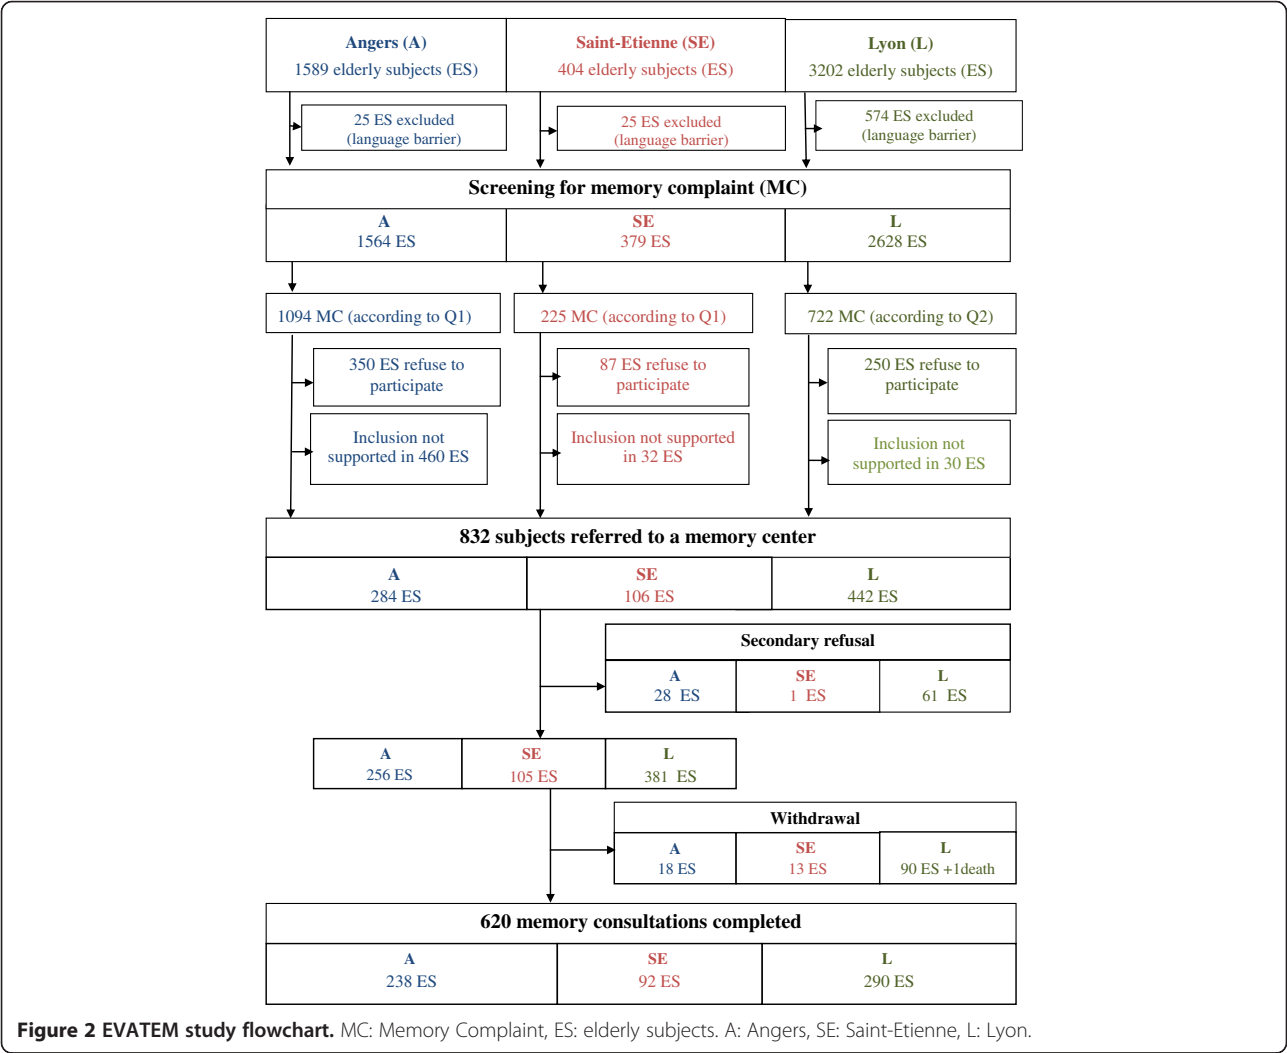 Angers (A)
1589 elderly subjects (ES)
Saint-Etienne (SE)
404 elderly subjects (ES)
Lyon (L)
3202 elderly subjects (ES)
25 ES excluded
(language barrier)
25 ES excluded
(language barrier)
574 ES excluded
(language barrier)
Screening for memory complaint (MC)
A
1564 ES
SE
379 ES
L
2628 ES
1094 MC (according to Q1)
225 MC (according to Q1)
722 MC (according to Q2)
350 ES refuse to
participate
87 ES refuse to
participate
250 ES refuse to
participate
Inclusion not
supported in 460 ES
Inclusion not supported
in 32 ES
Inclusion not
supported in 30 ES
832 subjects referred to a memory center
A
284 ES
SE
106 ES
L
442 ES
Secondary refusal
A
28 ES
SE
1 ES
L
61 ES
A
256 ES
SE
105 ES
L
381 ES
Withdrawal
A
18 ES
SE
13 ES
L
90 ES +1death
620 memory consultations completed
A
238 ES
SE
92 ES
L
290 ES
Figure 2 EVATEM study flowchart. MC: Memory Complaint, ES: elderly subjects. A: Angers, SE: Saint-Etienne, L: Lyon.